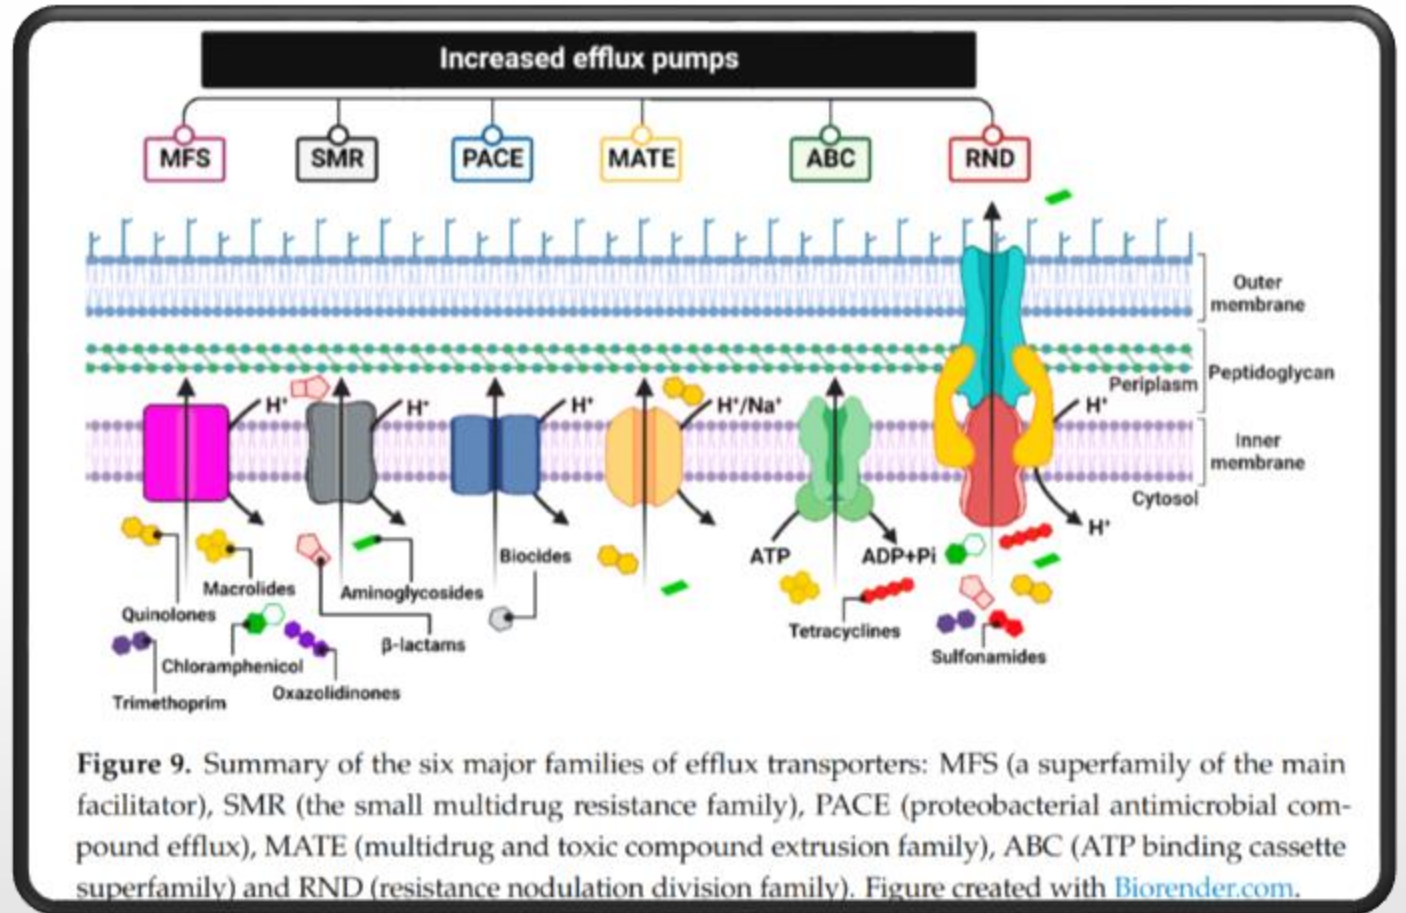 Increased efflux pumps
MFS
SMR
PACE
MATE
ABC
RND
Outer
membrane
Peptidoglycan
Periplasm
H⁺
H⁺
H⁺
H⁺/Na⁺
H⁺
Inner
membrane
Cytosol
H⁺
ATP
ADP+Pi
Biocides
Macrolides
Aminoglycosides
Quinolones
Tetracyclines
β-lactams
Sulfonamides
Chloramphenicol
Oxazolidinones
Trimethoprim
Figure 9. Summary of the six major families of efflux transporters: MFS (a superfamily of the main
facilitator), SMR (the small multidrug resistance family), PACE (proteobacterial antimicrobial com-
pound efflux), MATE (multidrug and toxic compound extrusion family), ABC (ATP binding cassette
superfamily) and RND (resistance nodulation division family). Figure created with Biorender.com.